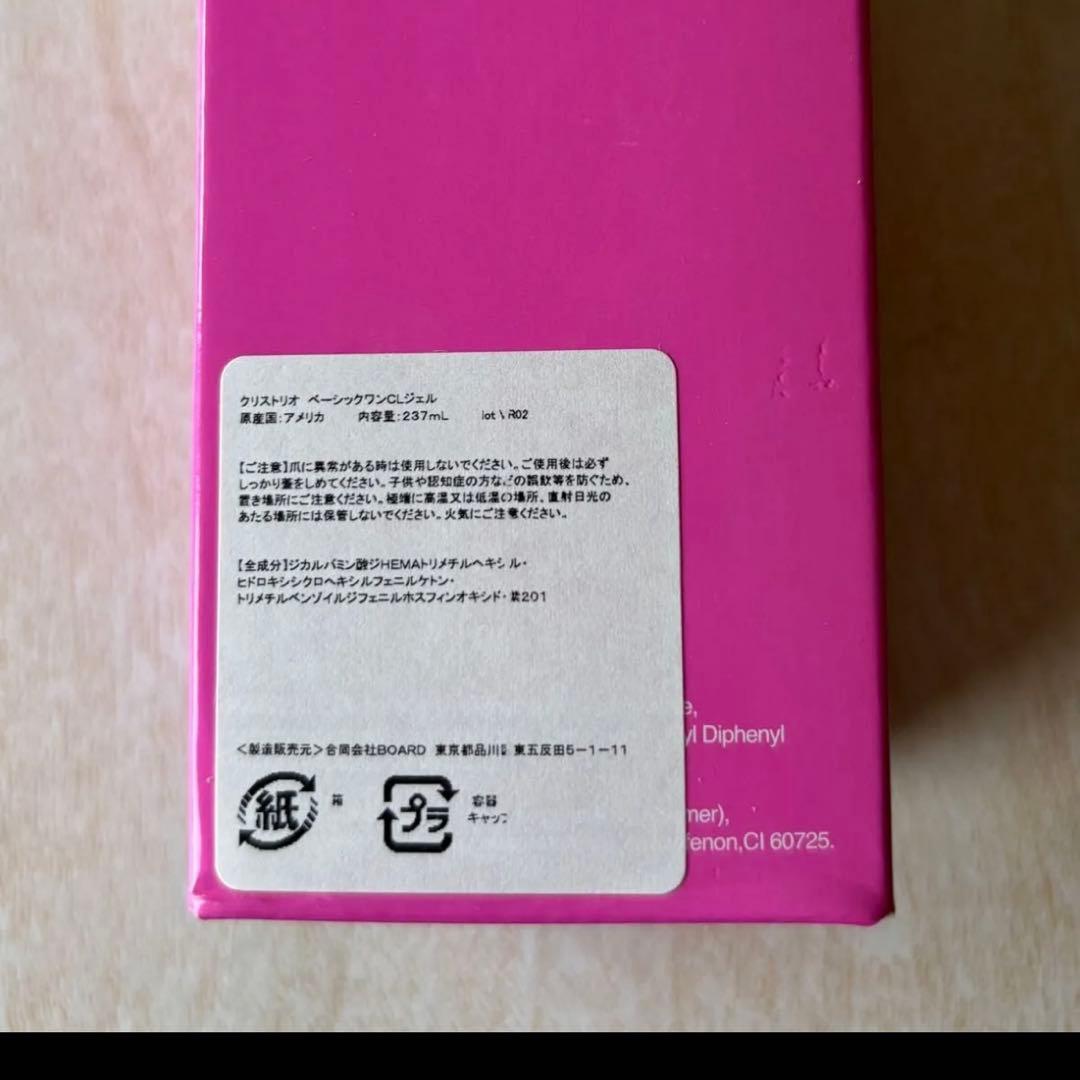 クリストリオ ベーシックワンCLジェル
原産国:アメリカ 内容量:237mL lot \R02
【ご注意】爪に異常がある時は使用しないでください。ご使用後は必ず
しっかり蓋をしめてください。子供や認知症の方などの誤飲等を防ぐため、
置き場所にご注意ください。極端に高温又は低温の場所、直射日光の
あたる場所には保管しないでください。火気にご注意ください。
【全成分】ジカルバミン酸ジHEMAトリメチルヘキシル・
ヒドロキシシクロヘキシルフェニルケトン・
トリメチルベンゾイルジフェニルホスフィンオキシド・紫201
<製造販売元>合同会社BOARD 東京都品川区東五反田5-1-11
紙 箱 プラ 容器
キャップ
e,
yl Diphenyl
mer),
fenon,CI 60725.